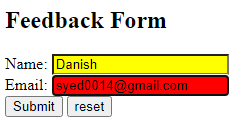 Feedback Form
Name: Danish
Email: syed0014@gmail.com
Submit reset